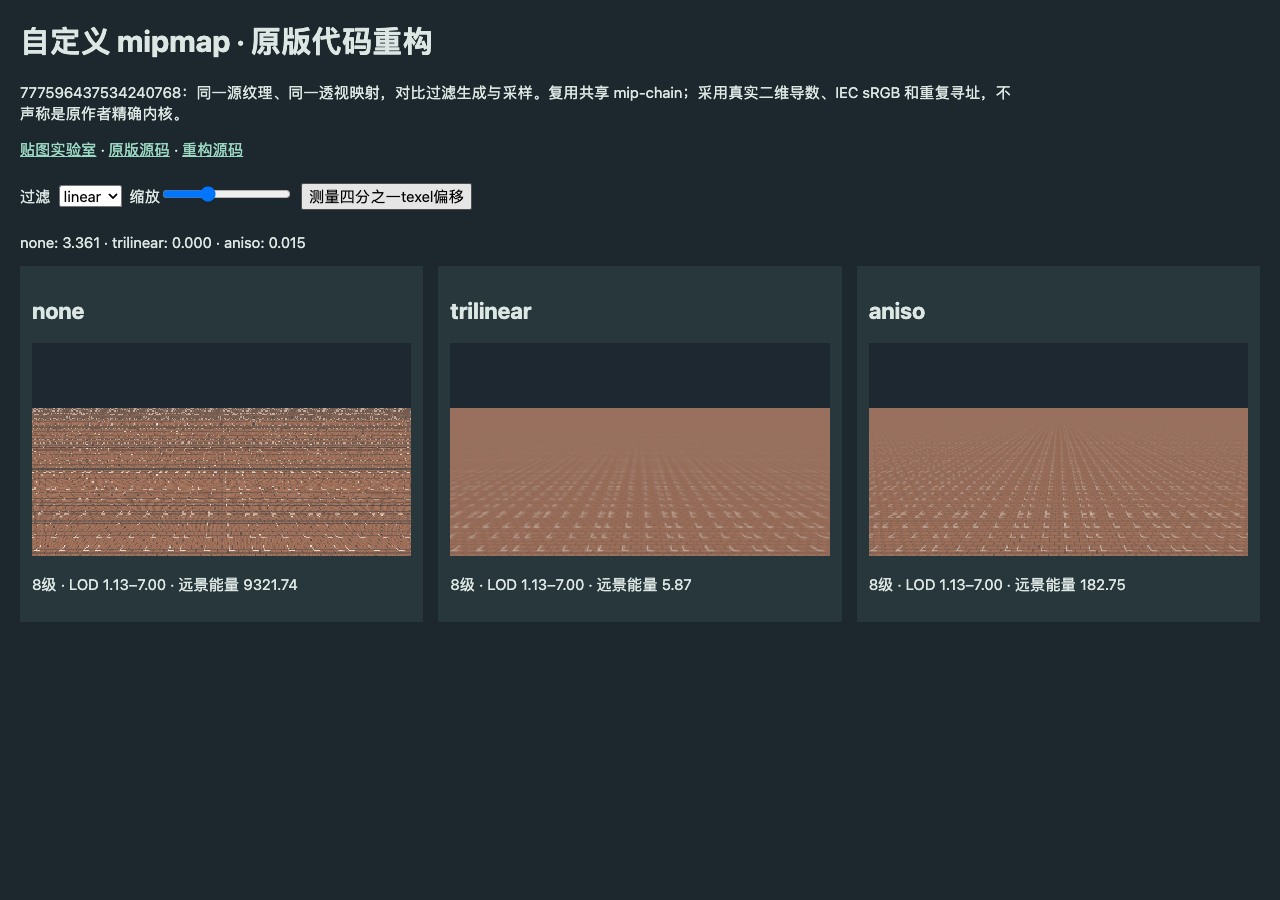 自定义 mipmap · 原版代码重构
777596437534240768：同一源纹理、同一透视映射，对比过滤生成与采样。复用共享 mip-chain；采用真实二维导数、IEC sRGB 和重复寻址，不
声称是原作者精确内核。
贴图实验室 · 原版源码 · 重构源码
过滤 linear 缩放 测量四分之一texel偏移
none: 3.361 · trilinear: 0.000 · aniso: 0.015
none trilinear aniso
8级 · LOD 1.13–7.00 · 远景能量 9321.74 8级 · LOD 1.13–7.00 · 远景能量 5.87 8级 · LOD 1.13–7.00 · 远景能量 182.75